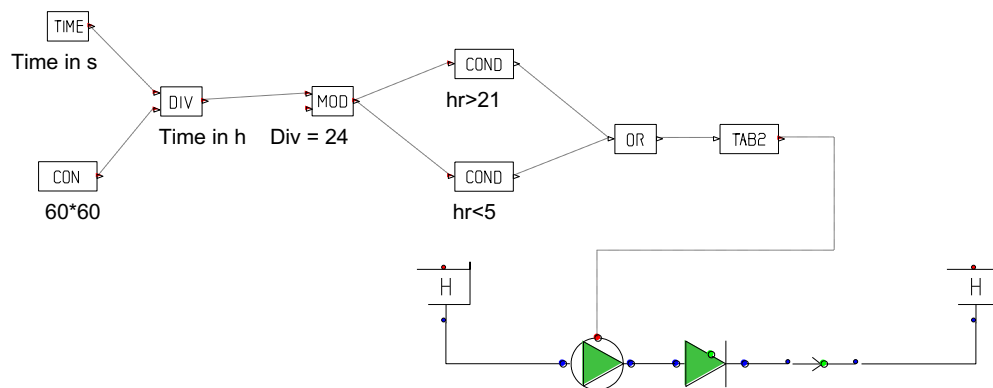 TIME
Time in s
COND
hr>21
DIV
MOD
Time in h
Div = 24
OR
TAB2
CON
60*60
COND
hr<5
H
H